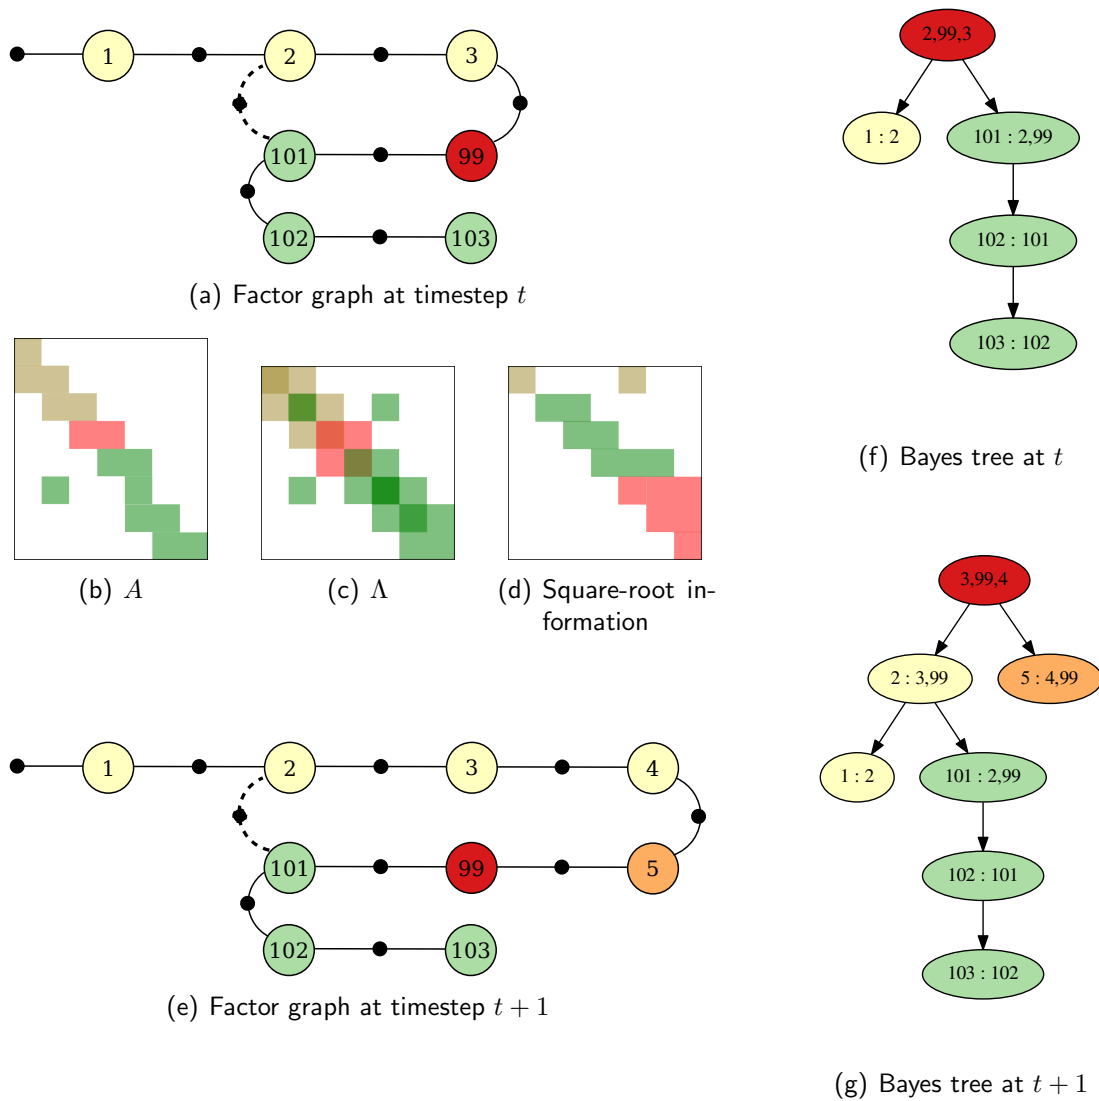 1
2
3
101
99
102
103
(a) Factor graph at timestep t
(b) A
(c) Λ
(d) Square-root in-
formation
1
2
3
4
101
99
5
102
103
(e) Factor graph at timestep t + 1
2,99,3
1 : 2
101 : 2,99
102 : 101
103 : 102
(f) Bayes tree at t
3,99,4
2 : 3,99
5 : 4,99
1 : 2
101 : 2,99
102 : 101
103 : 102
(g) Bayes tree at t + 1